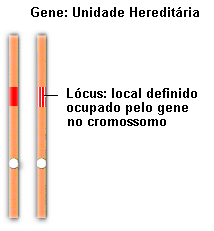 Gene: Unidade Hereditária
Lócus: local definido
ocupado pelo gene
no cromossomo